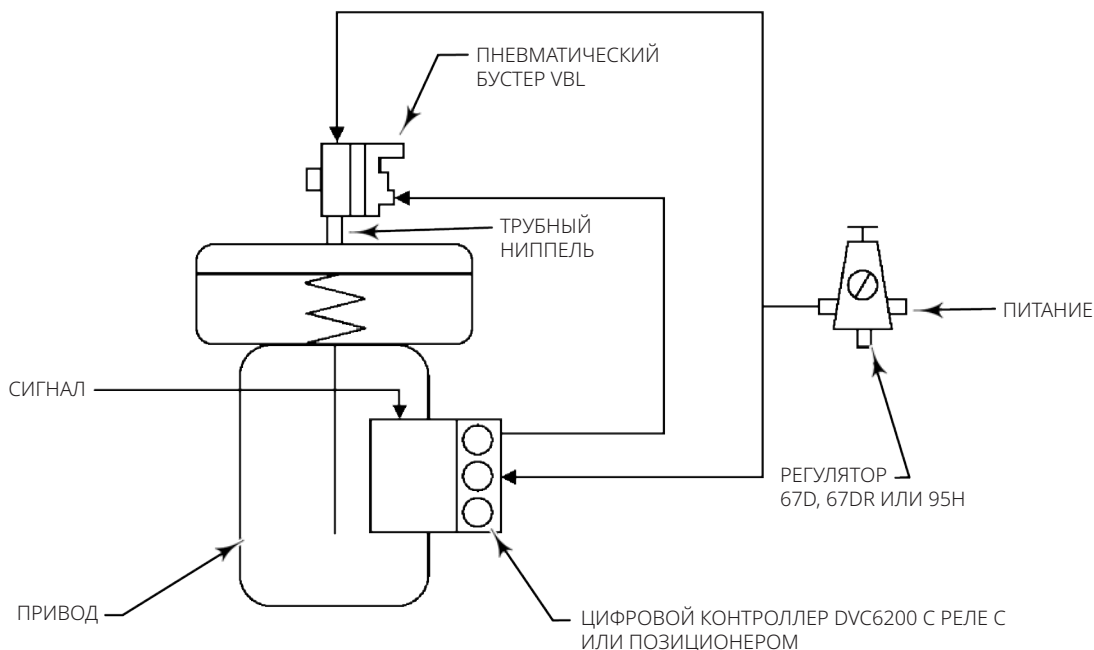 ПНЕВМАТИЧЕСКИЙ
БУСТЕР VBL
ТРУБНЫЙ
НИППЕЛЬ
ПИТАНИЕ
СИГНАЛ
РЕГУЛЯТОР
67D, 67DR ИЛИ 95H
ПРИВОД
ЦИФРОВОЙ КОНТРОЛЛЕР DVC6200 С РЕЛЕ C
ИЛИ ПОЗИЦИОНЕРОМ